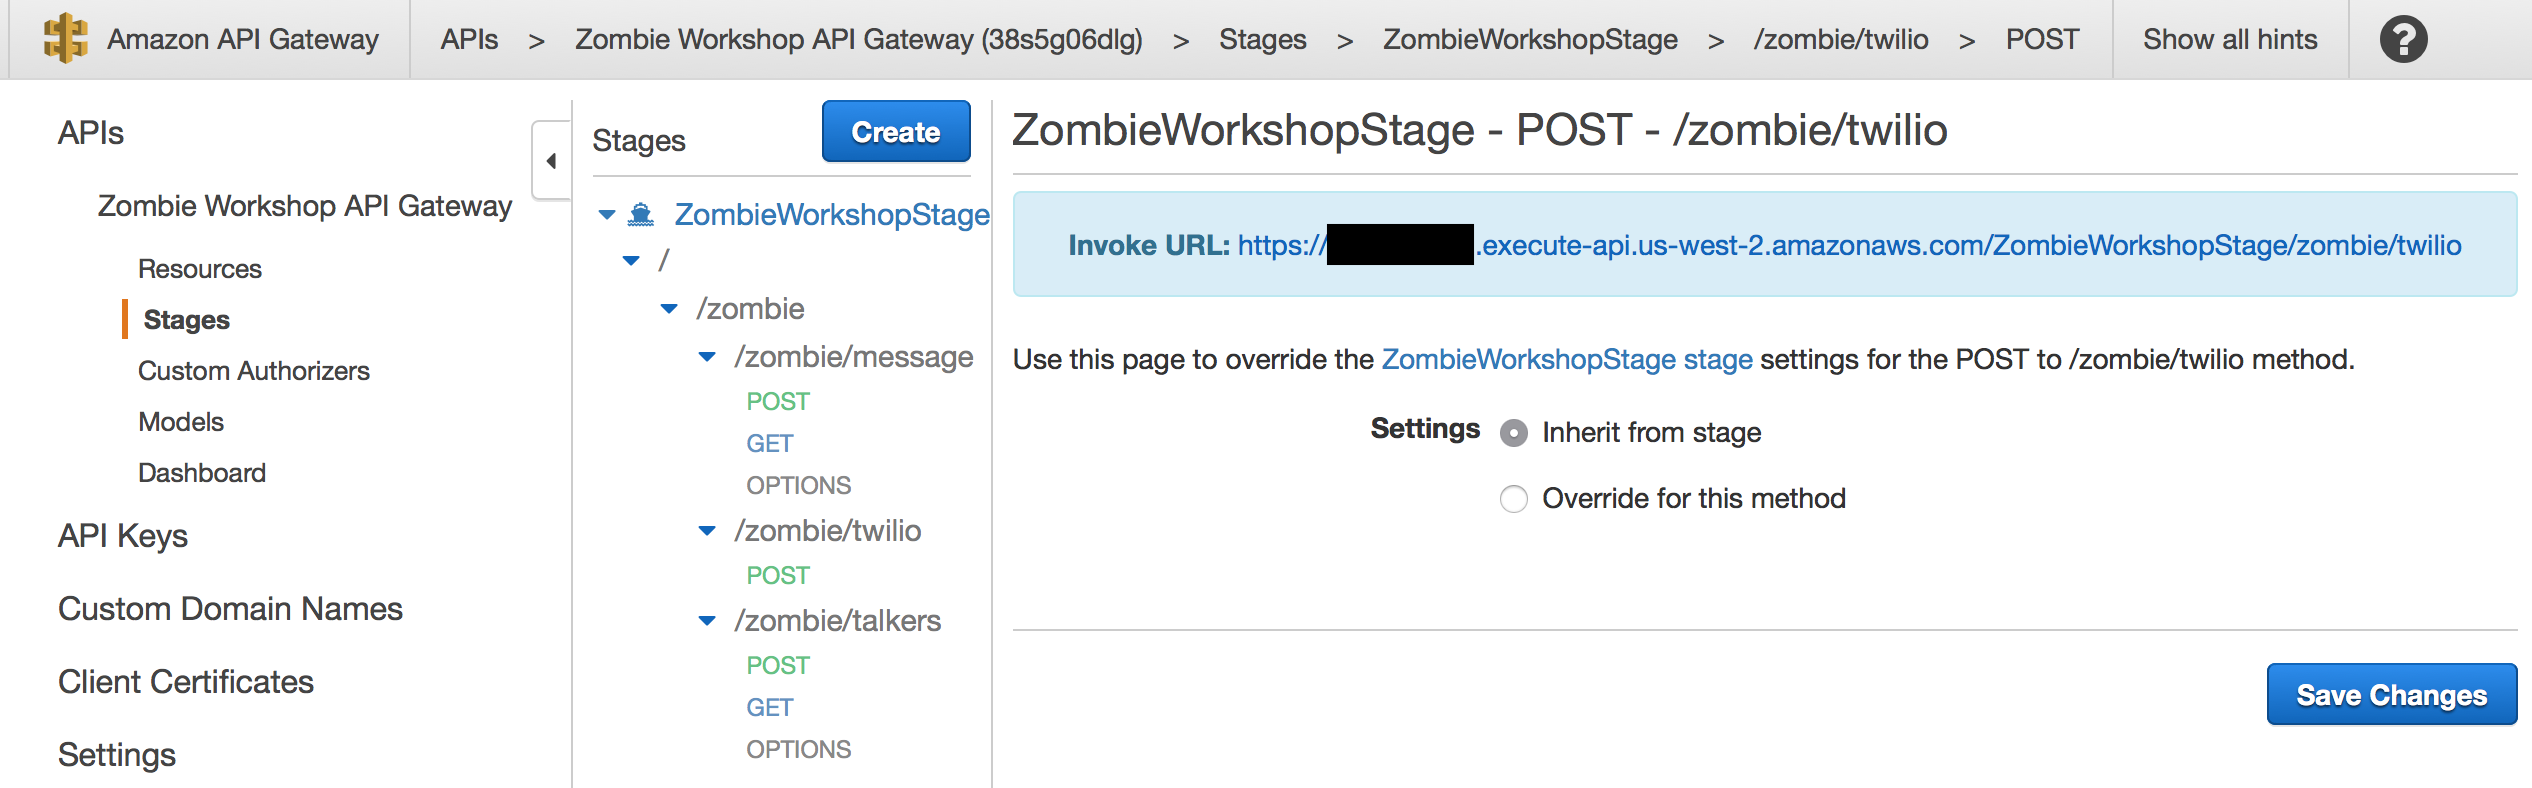 Amazon API Gateway
APIs > Zombie Workshop API Gateway (38s5g06dlg) > Stages > ZombieWorkshopStage > /zombie/twilio > POST
Show all hints
?
APIs
Zombie Workshop API Gateway
Resources
Stages
Custom Authorizers
Models
Dashboard
API Keys
Custom Domain Names
Client Certificates
Settings
Stages
Create
ZombieWorkshopStage
/
/zombie
/zombie/message
POST
GET
OPTIONS
/zombie/twilio
POST
/zombie/talkers
POST
GET
OPTIONS
ZombieWorkshopStage - POST - /zombie/twilio
Invoke URL: https:// .execute-api.us-west-2.amazonaws.com/ZombieWorkshopStage/zombie/twilio
Use this page to override the ZombieWorkshopStage stage settings for the POST to /zombie/twilio method.
Settings
Inherit from stage
Override for this method
Save Changes